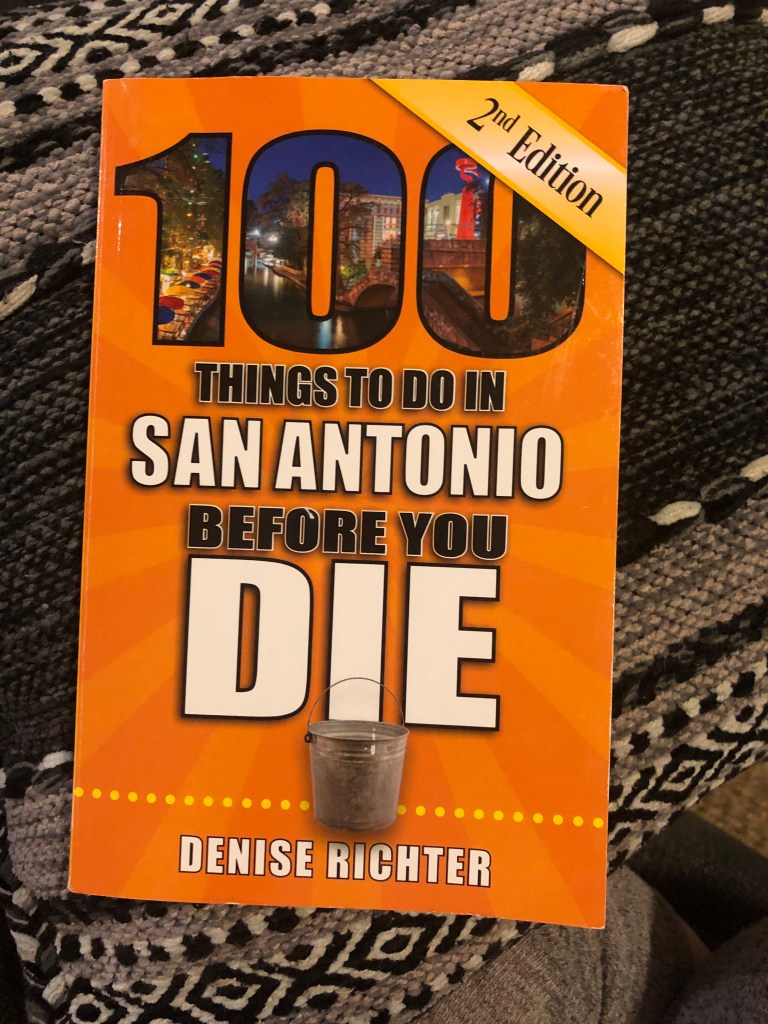 2nd Edition
100
THINGS TO DO IN
SAN ANTONIO
BEFORE YOU
DIE
DENISE RICHTER